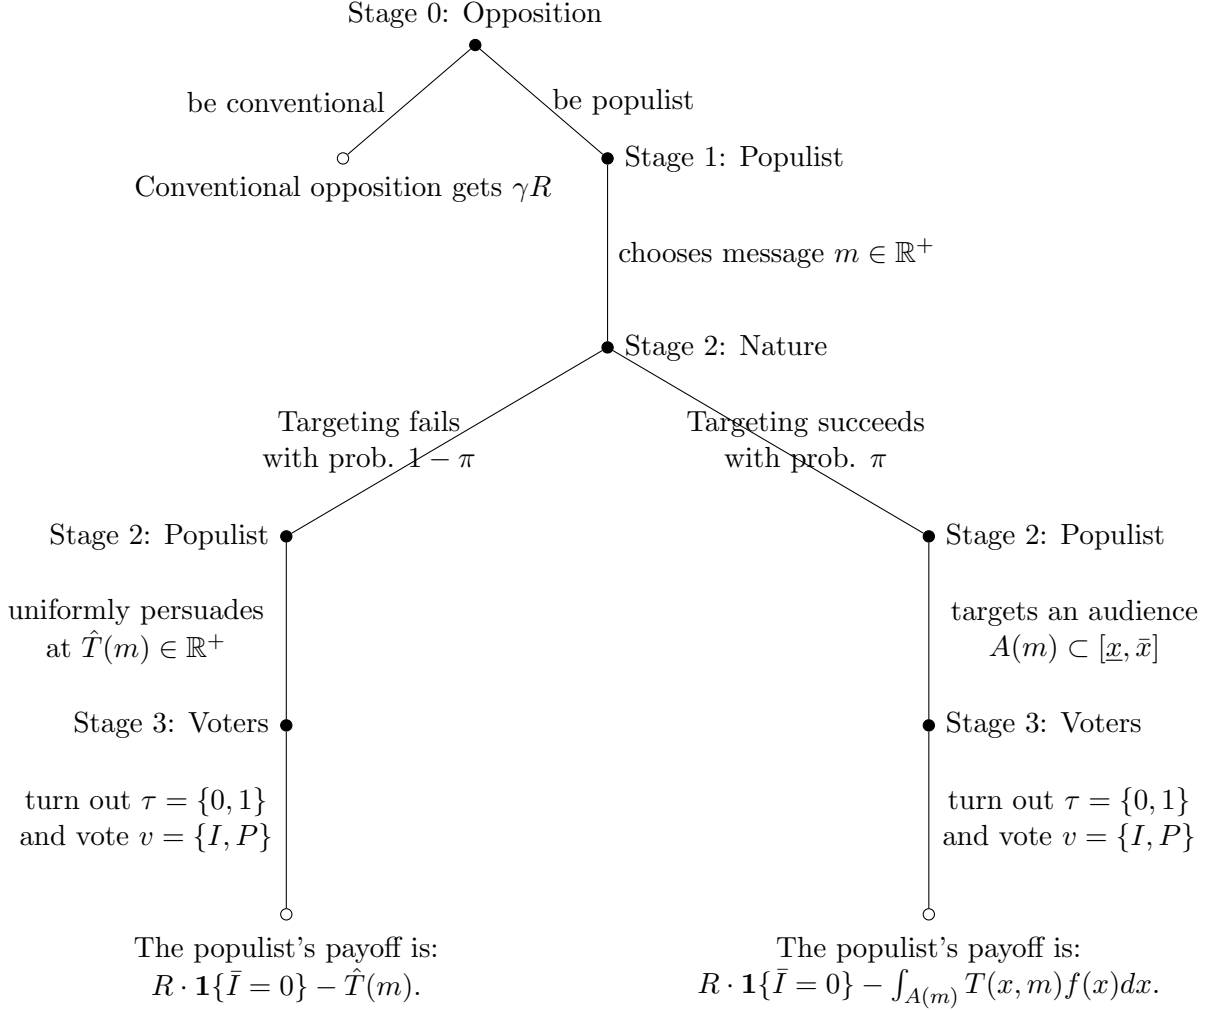 Stage 0: Opposition
be conventional
be populist
Stage 1: Populist
Conventional opposition gets γR
chooses message m ∈ ℝ⁺
Stage 2: Nature
Targeting fails
with prob. 1 − π
Targeting succeeds
with prob. π
Stage 2: Populist
Stage 2: Populist
uniformly persuades
at T̂(m) ∈ ℝ⁺
targets an audience
A(m) ⊂ [x̲, x̄]
Stage 3: Voters
Stage 3: Voters
turn out τ = {0, 1}
and vote v = {I, P}
turn out τ = {0, 1}
and vote v = {I, P}
The populist's payoff is:
R · 𝟏{Ī = 0} − T̂(m).
The populist's payoff is:
R · 𝟏{Ī = 0} − ∫_{A(m)} T(x, m)f(x)dx.